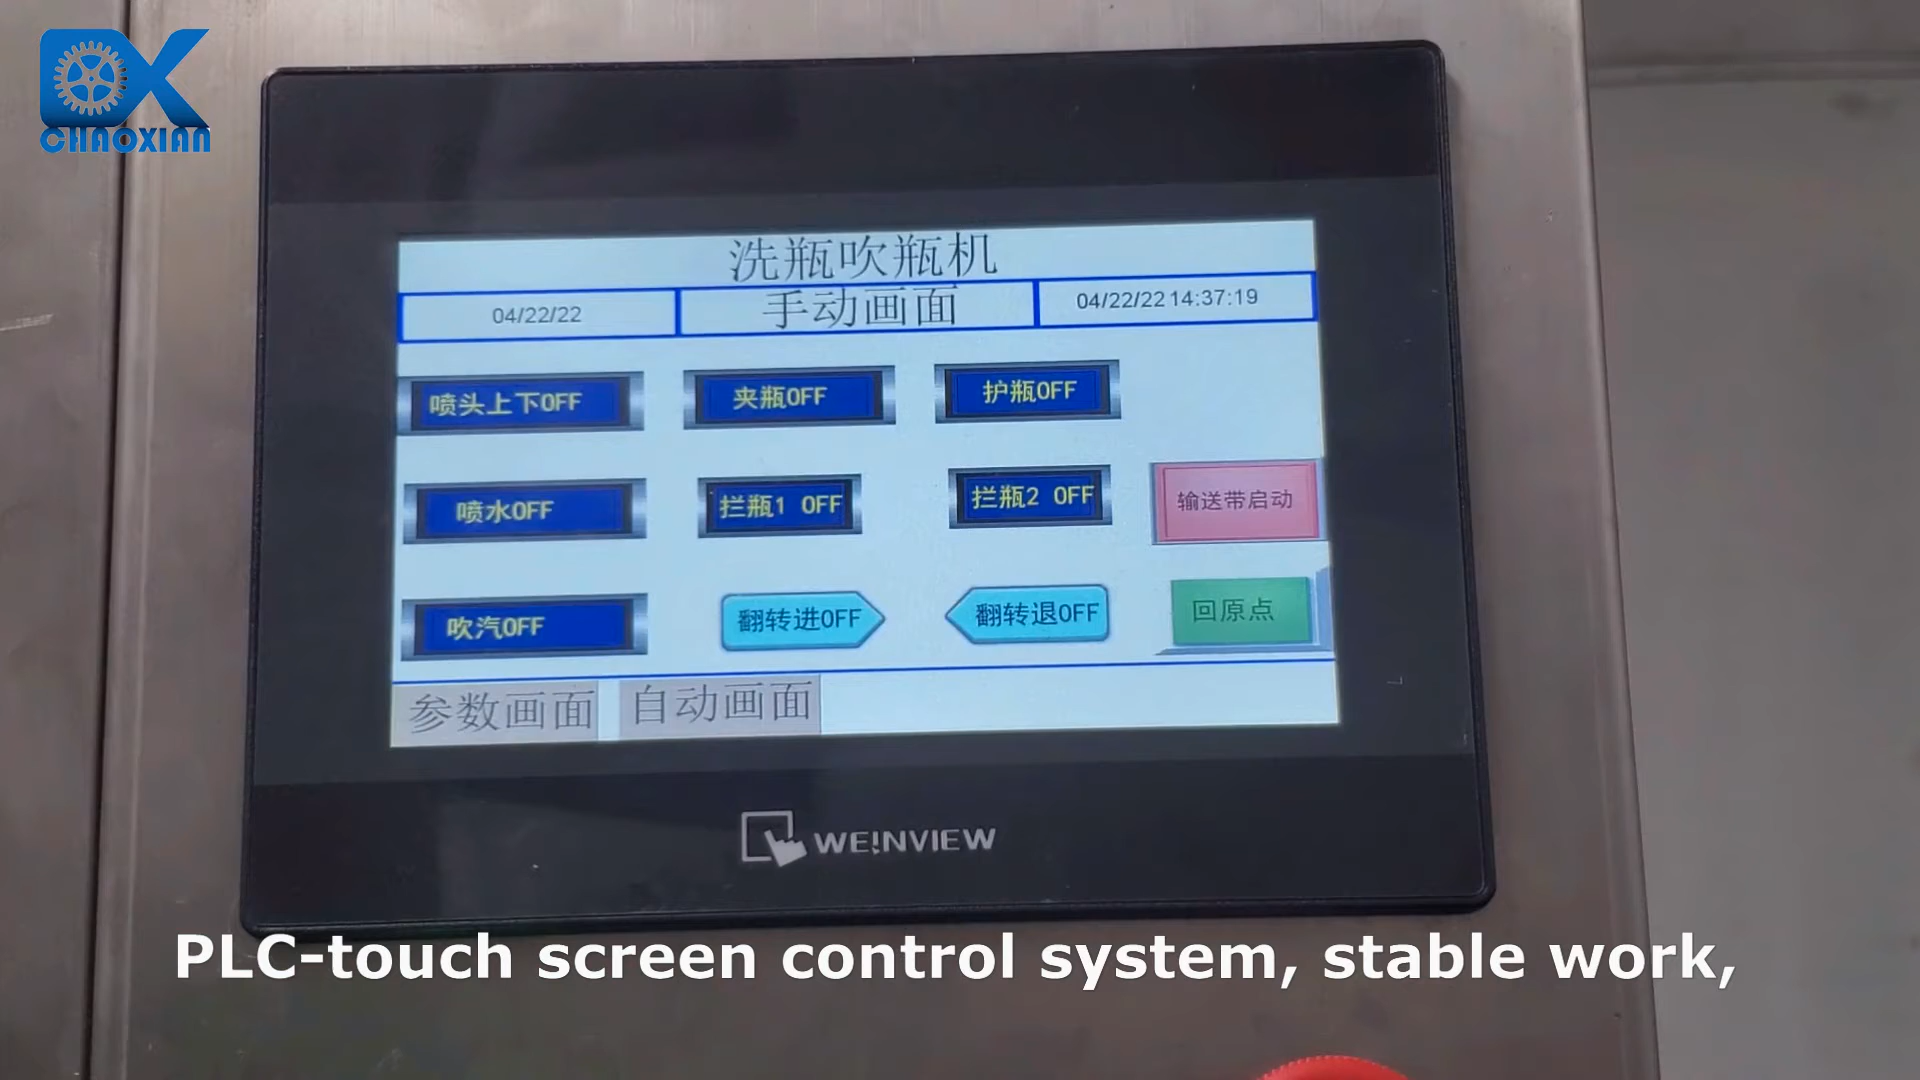 CHAOXIAN
洗瓶吹瓶机
04/22/22 手动画面 04/22/22 14:37:19
喷头上下OFF 夹瓶OFF 护瓶OFF
喷水OFF 拦瓶1 OFF 拦瓶2 OFF 输送带启动
吹汽OFF 翻转进OFF 翻转退OFF 回原点
参数画面 自动画面
WEINVIEW
PLC-touch screen control system, stable work,